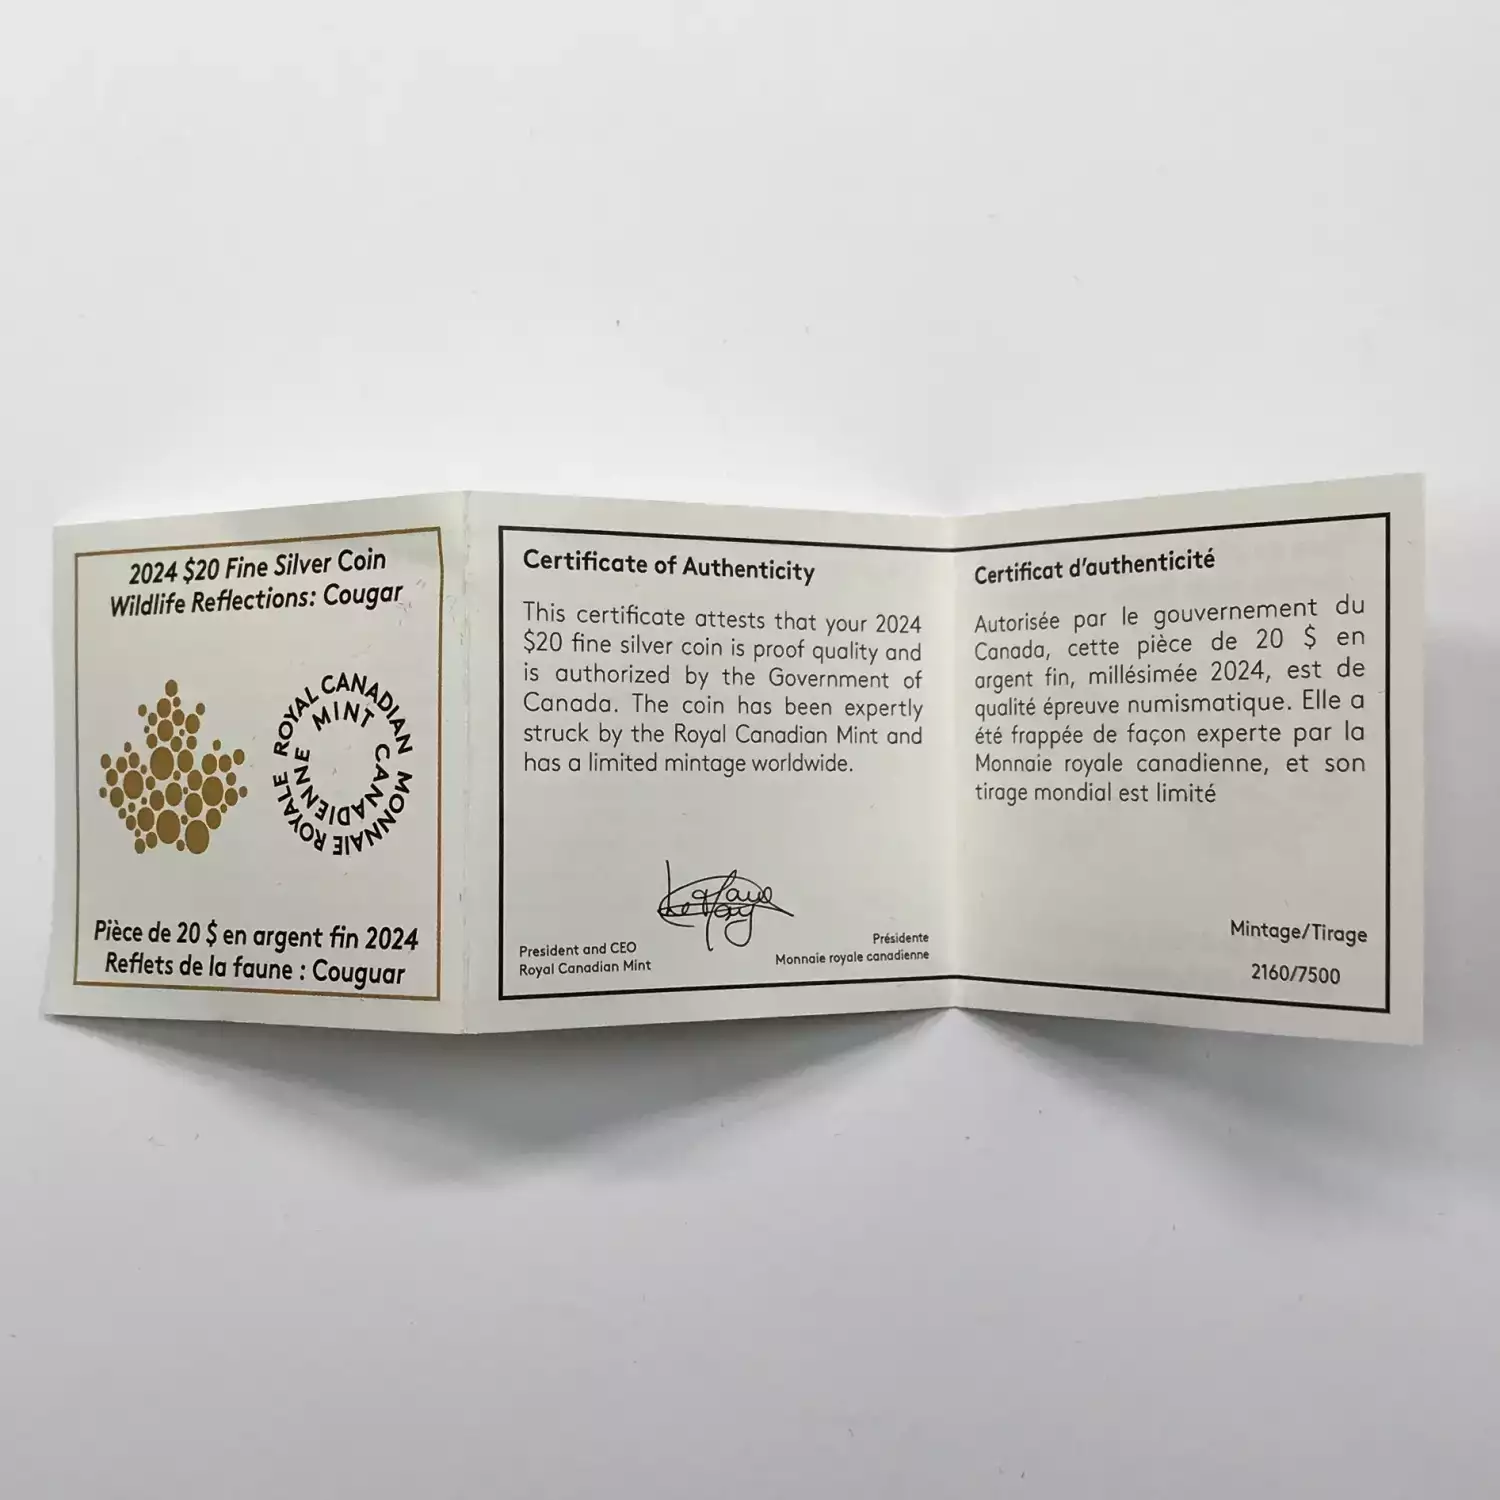 2024 $20 Fine Silver Coin
Wildlife Reflections: Cougar
ROYAL CANADIAN MINT
MONNAIE ROYALE CANADIENNE
Pièce de 20 $ en argent fin 2024
Reflets de la faune : Couguar
Certificate of Authenticity
This certificate attests that your 2024
$20 fine silver coin is proof quality and
is authorized by the Government of
Canada. The coin has been expertly
struck by the Royal Canadian Mint and
has a limited mintage worldwide.
President and CEO
Royal Canadian Mint
Présidente
Monnaie royale canadienne
Certificat d'authenticité
Autorisée par le gouvernement du
Canada, cette pièce de 20 $ en
argent fin, millésimée 2024, est de
qualité épreuve numismatique. Elle a
été frappée de façon experte par la
Monnaie royale canadienne, et son
tirage mondial est limité
Mintage/Tirage
2160/7500